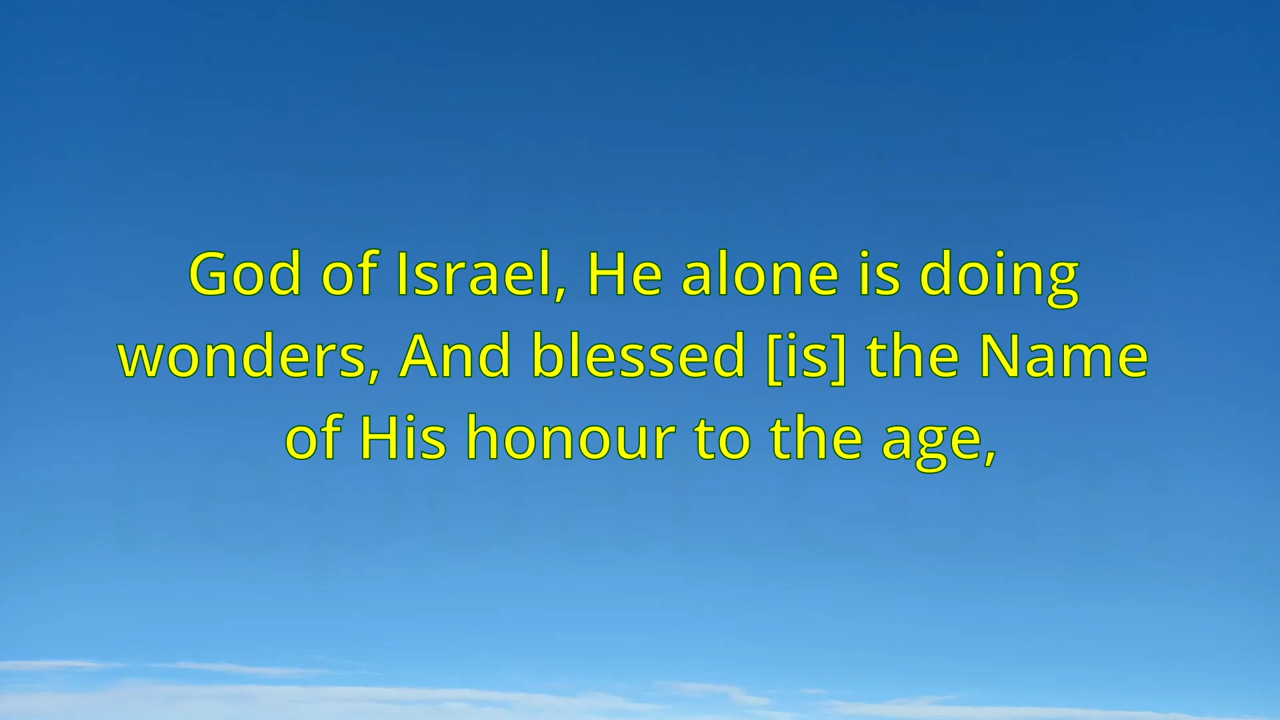 God of Israel, He alone is doing
wonders, And blessed [is] the Name
of His honour to the age,